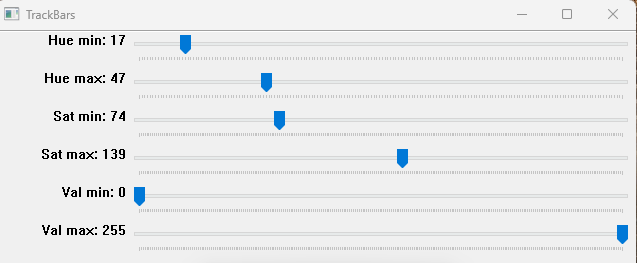 TrackBars
Hue min: 17
Hue max: 47
Sat min: 74
Sat max: 139
Val min: 0
Val max: 255